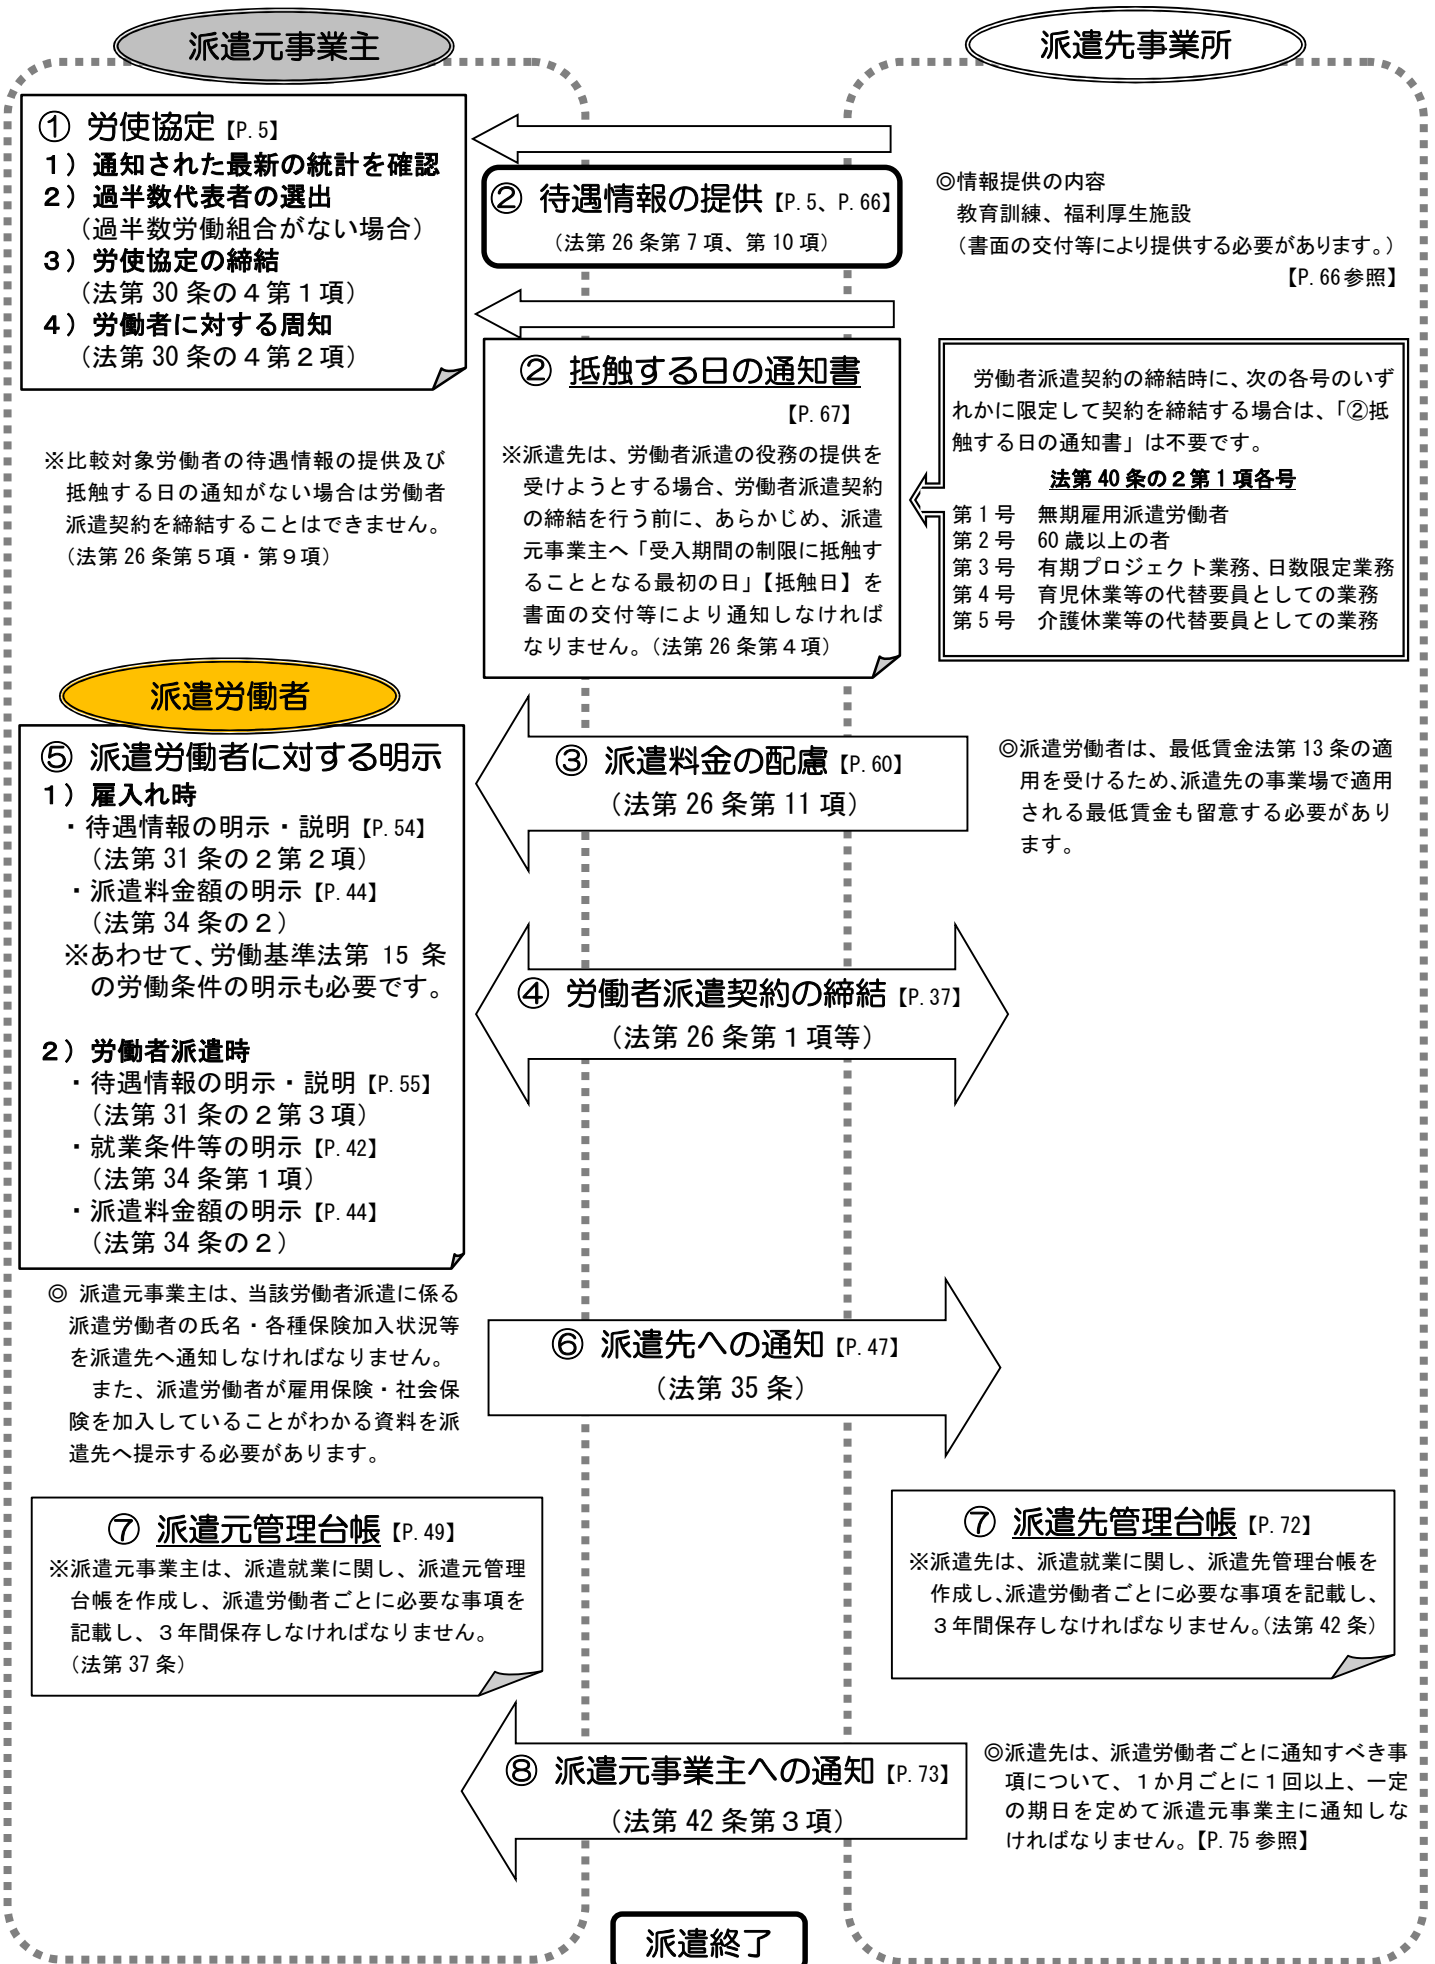 派遣元事業主
派遣先事業所
① 労使協定【P.5】
１）通知された最新の統計を確認
２）過半数代表者の選出
（過半数労働組合がない場合）
３）労使協定の締結
（法第 30 条の４第１項）
４）労働者に対する周知
（法第 30 条の４第２項）
② 待遇情報の提供【P.5、P.66】
（法第 26 条第 7 項、第 10 項）
◎情報提供の内容
教育訓練、福利厚生施設
（書面の交付等により提供する必要があります。）
【P.66参照】
② 抵触する日の通知書
【P.67】
※派遣先は、労働者派遣の役務の提供を
受けようとする場合、労働者派遣契約
の締結を行う前に、あらかじめ、派遣
元事業主へ「受入期間の制限に抵触す
ることとなる最初の日」【抵触日】を
書面の交付等により通知しなければ
なりません。（法第 26 条第４項）
労働者派遣契約の締結時に、次の各号のいず
れかに限定して契約を締結する場合は、「②抵
触する日の通知書」は不要です。
法第 40 条の２第１項各号
第１号　無期雇用派遣労働者
第２号　60 歳以上の者
第３号　有期プロジェクト業務、日数限定業務
第４号　育児休業等の代替要員としての業務
第５号　介護休業等の代替要員としての業務
※比較対象労働者の待遇情報の提供及び
抵触する日の通知がない場合は労働者
派遣契約を締結することはできません。
（法第 26 条第５項・第９項）
派遣労働者
⑤ 派遣労働者に対する明示
１）雇入れ時
・待遇情報の明示・説明【P.54】
（法第 31 条の２第２項）
・派遣料金額の明示【P.44】
（法第 34 条の２）
※あわせて、労働基準法第 15 条
の労働条件の明示も必要です。
２）労働者派遣時
・待遇情報の明示・説明【P.55】
（法第 31 条の２第３項）
・就業条件等の明示【P.42】
（法第 34 条第１項）
・派遣料金額の明示【P.44】
（法第 34 条の２）
③ 派遣料金の配慮【P.60】
（法第 26 条第 11 項）
◎派遣労働者は、最低賃金法第 13 条の適
用を受けるため、派遣先の事業場で適用
される最低賃金も留意する必要があり
ます。
④ 労働者派遣契約の締結【P.37】
（法第 26 条第１項等）
◎ 派遣元事業主は、当該労働者派遣に係る
派遣労働者の氏名・各種保険加入状況等
を派遣先へ通知しなければなりません。
また、派遣労働者が雇用保険・社会保
険を加入していることがわかる資料を派
遣先へ提示する必要があります。
⑥ 派遣先への通知【P.47】
（法第 35 条）
⑦ 派遣元管理台帳【P.49】
※派遣元事業主は、派遣就業に関し、派遣元管理
台帳を作成し、派遣労働者ごとに必要な事項を
記載し、３年間保存しなければなりません。
（法第 37 条）
⑦ 派遣先管理台帳【P.72】
※派遣先は、派遣就業に関し、派遣先管理台帳を
作成し、派遣労働者ごとに必要な事項を記載し、
３年間保存しなければなりません。（法第 42 条）
⑧ 派遣元事業主への通知【P.73】
（法第 42 条第３項）
◎派遣先は、派遣労働者ごとに通知すべき事
項について、１か月ごとに１回以上、一定
の期日を定めて派遣元事業主に通知しな
ければなりません。【P.75 参照】
派遣終了